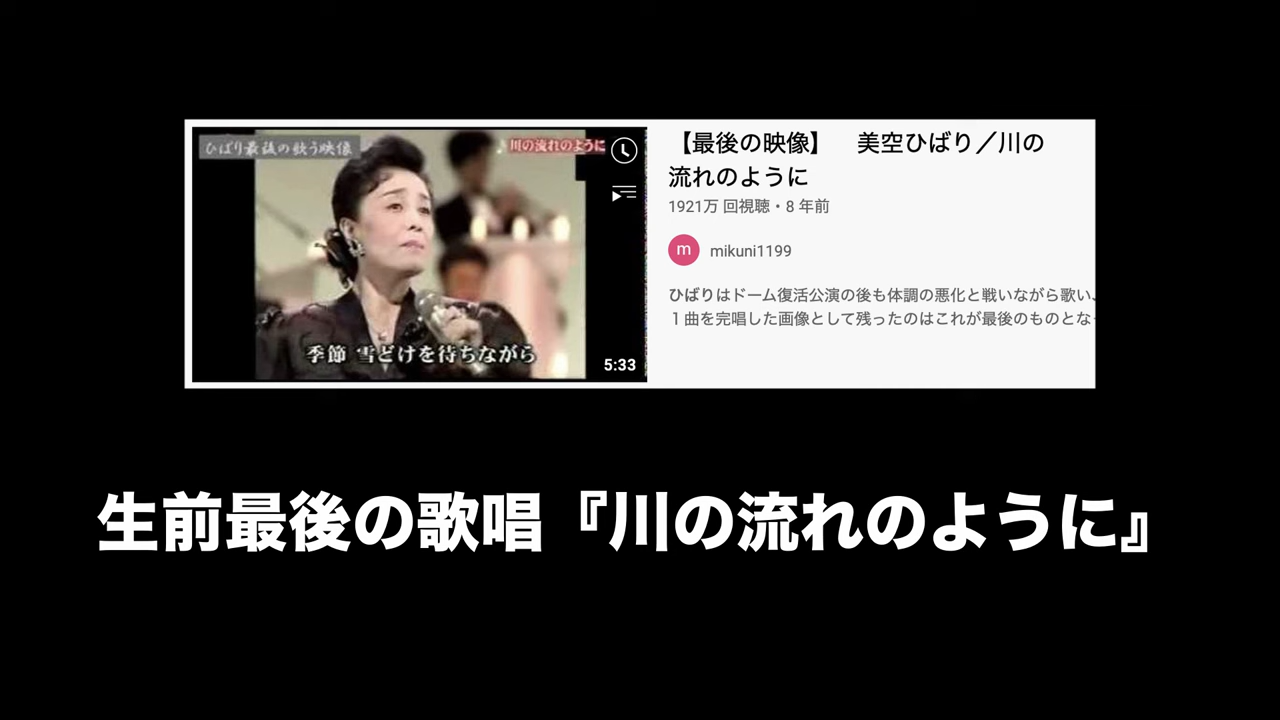 ひばり最後の歌う映像
川の流れのように
季節 雪どけを待ちながら
5:33
【最後の映像】 美空ひばり／川の
流れのように
1921万 回視聴・8 年前
m
mikuni1199
ひばりはドーム復活公演の後も体調の悪化と戦いながら歌い、
１曲を完唱した画像として残ったのはこれが最後のものとな
生前最後の歌唱『川の流れのように』